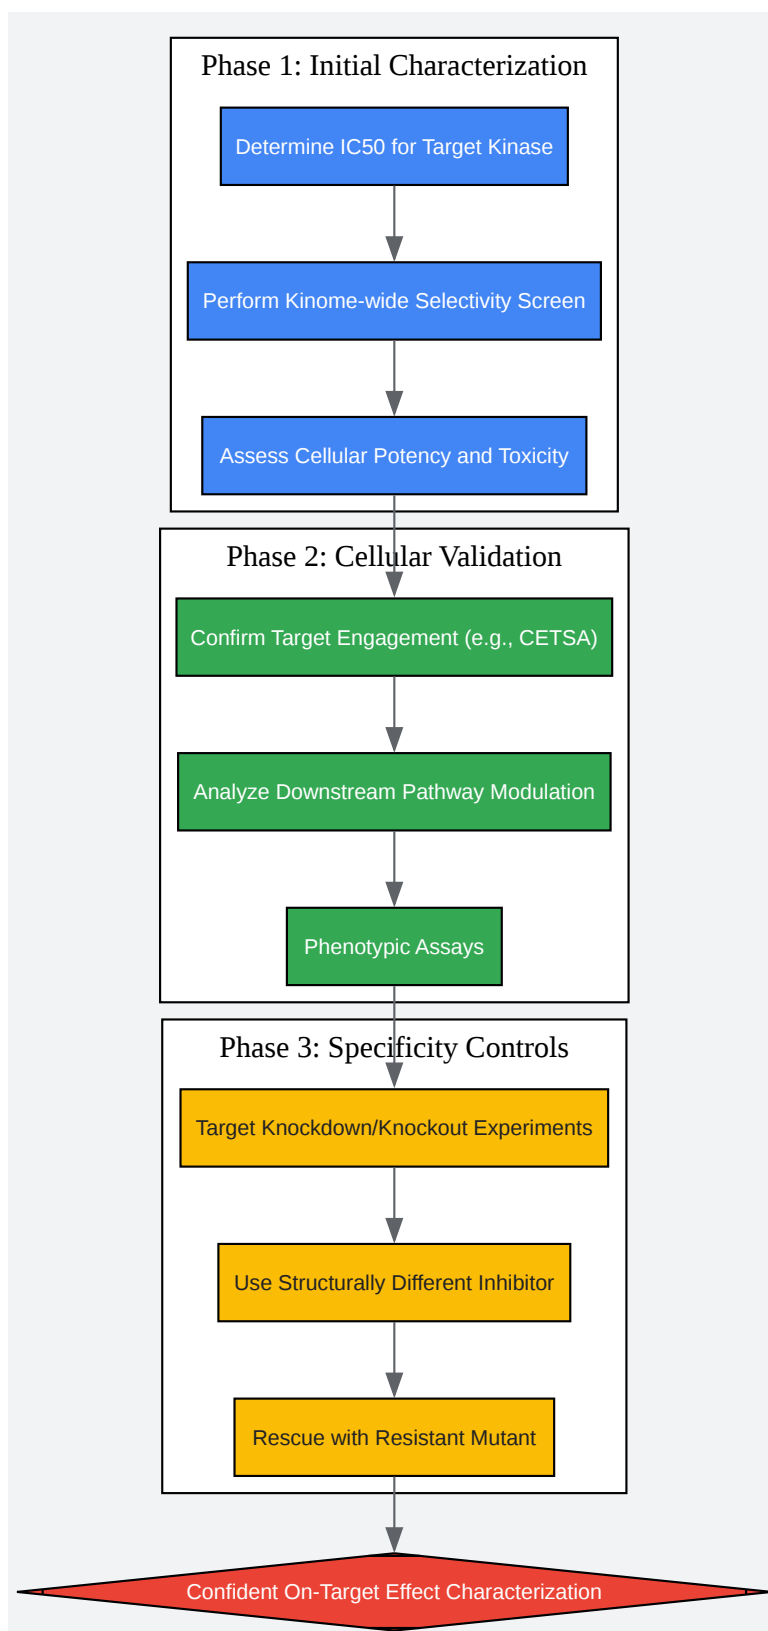 Phase 1: Initial Characterization
Determine IC50 for Target Kinase
Perform Kinome-wide Selectivity Screen
Assess Cellular Potency and Toxicity
Phase 2: Cellular Validation
Confirm Target Engagement (e.g., CETSA)
Analyze Downstream Pathway Modulation
Phenotypic Assays
Phase 3: Specificity Controls
Target Knockdown/Knockout Experiments
Use Structurally Different Inhibitor
Rescue with Resistant Mutant
Confident On-Target Effect Characterization